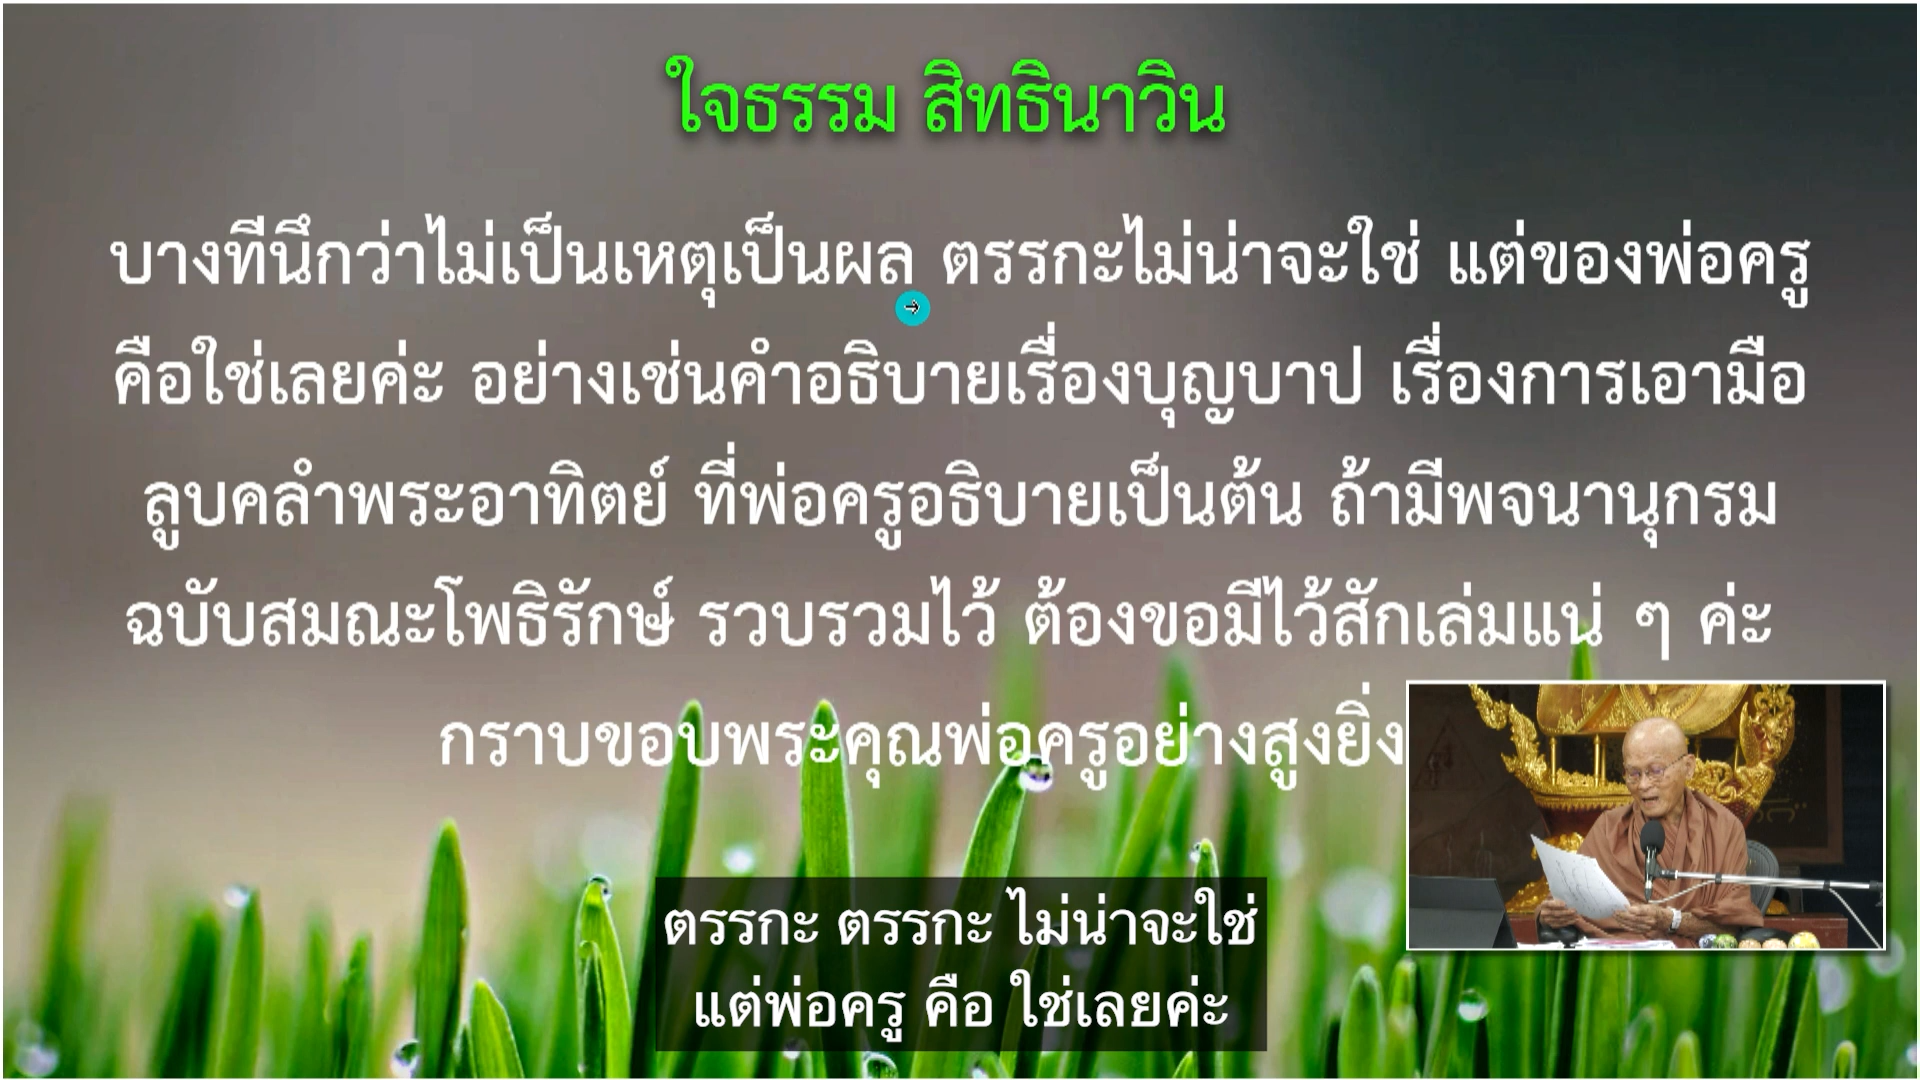 ใจธรรม สิทธินาวิน
บางทีนึกว่าไม่เป็นเหตุเป็นผล ตรรกะไม่น่าจะใช่ แต่ของพ่อครู
คือใช่เลยค่ะ อย่างเช่นคำอธิบายเรื่องบุญบาป เรื่องการเอามือ
ลูบคลำพระอาทิตย์ ที่พ่อครูอธิบายเป็นต้น ถ้ามีพจนานุกรม
ฉบับสมณะโพธิรักษ์ รวบรวมไว้ ต้องขอมีไว้สักเล่มแน่ ๆ ค่ะ
กราบขอบพระคุณพ่อครูอย่างสูงยิ่ง
ตรรกะ ตรรกะ ไม่น่าจะใช่
แต่พ่อครู คือ ใช่เลยค่ะ